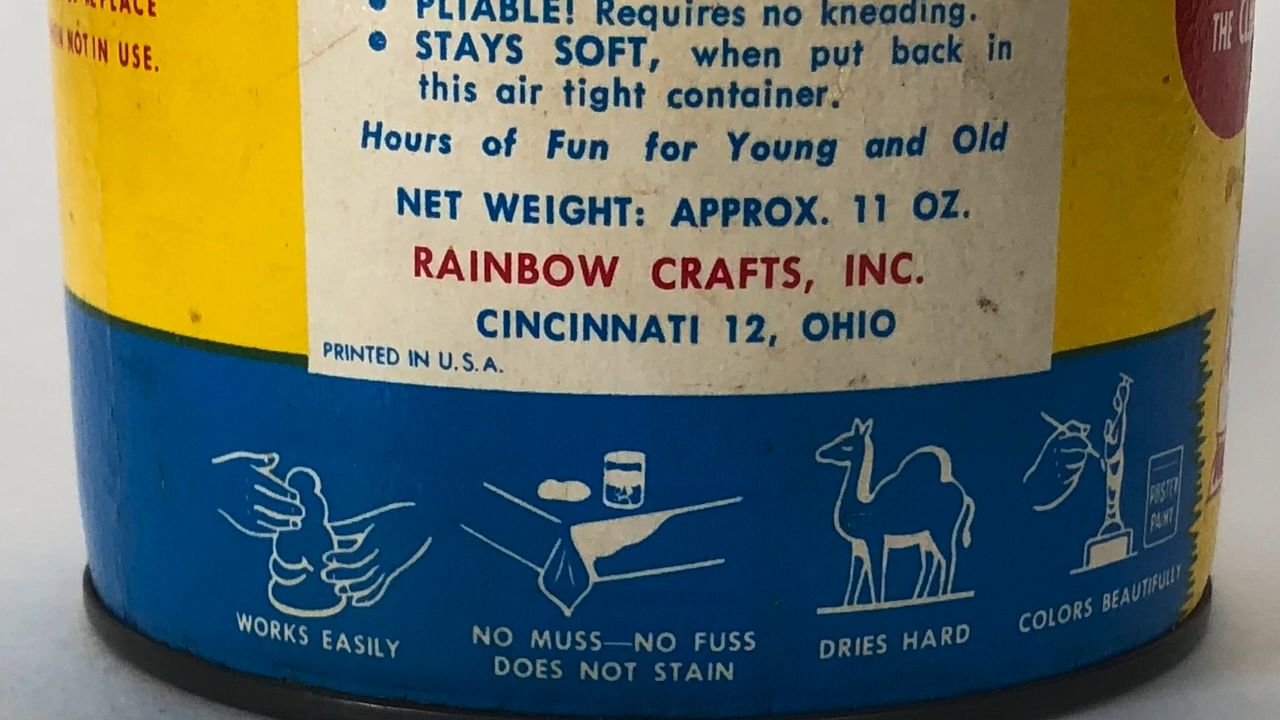 PLACE
NOT IN USE.
• PLIABLE! Requires no kneading.
• STAYS SOFT, when put back in
this air tight container.
Hours of Fun for Young and Old
NET WEIGHT: APPROX. 11 OZ.
RAINBOW CRAFTS, INC.
CINCINNATI 12, OHIO
PRINTED IN U.S.A.
THE
POSTER
PAINT
WORKS EASILY
NO MUSS—NO FUSS
DOES NOT STAIN
DRIES HARD
COLORS BEAUTIFULLY